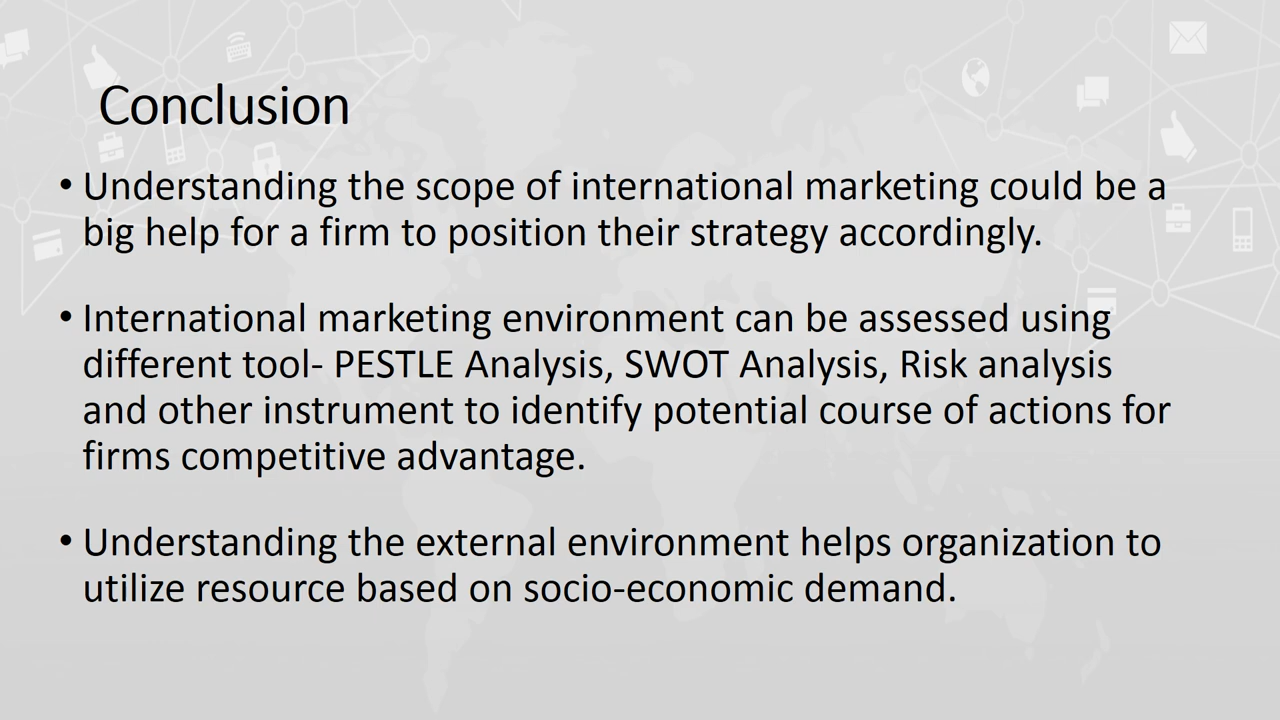 Conclusion
• Understanding the scope of international marketing could be a
big help for a firm to position their strategy accordingly.
• International marketing environment can be assessed using
different tool- PESTLE Analysis, SWOT Analysis, Risk analysis
and other instrument to identify potential course of actions for
firms competitive advantage.
• Understanding the external environment helps organization to
utilize resource based on socio-economic demand.